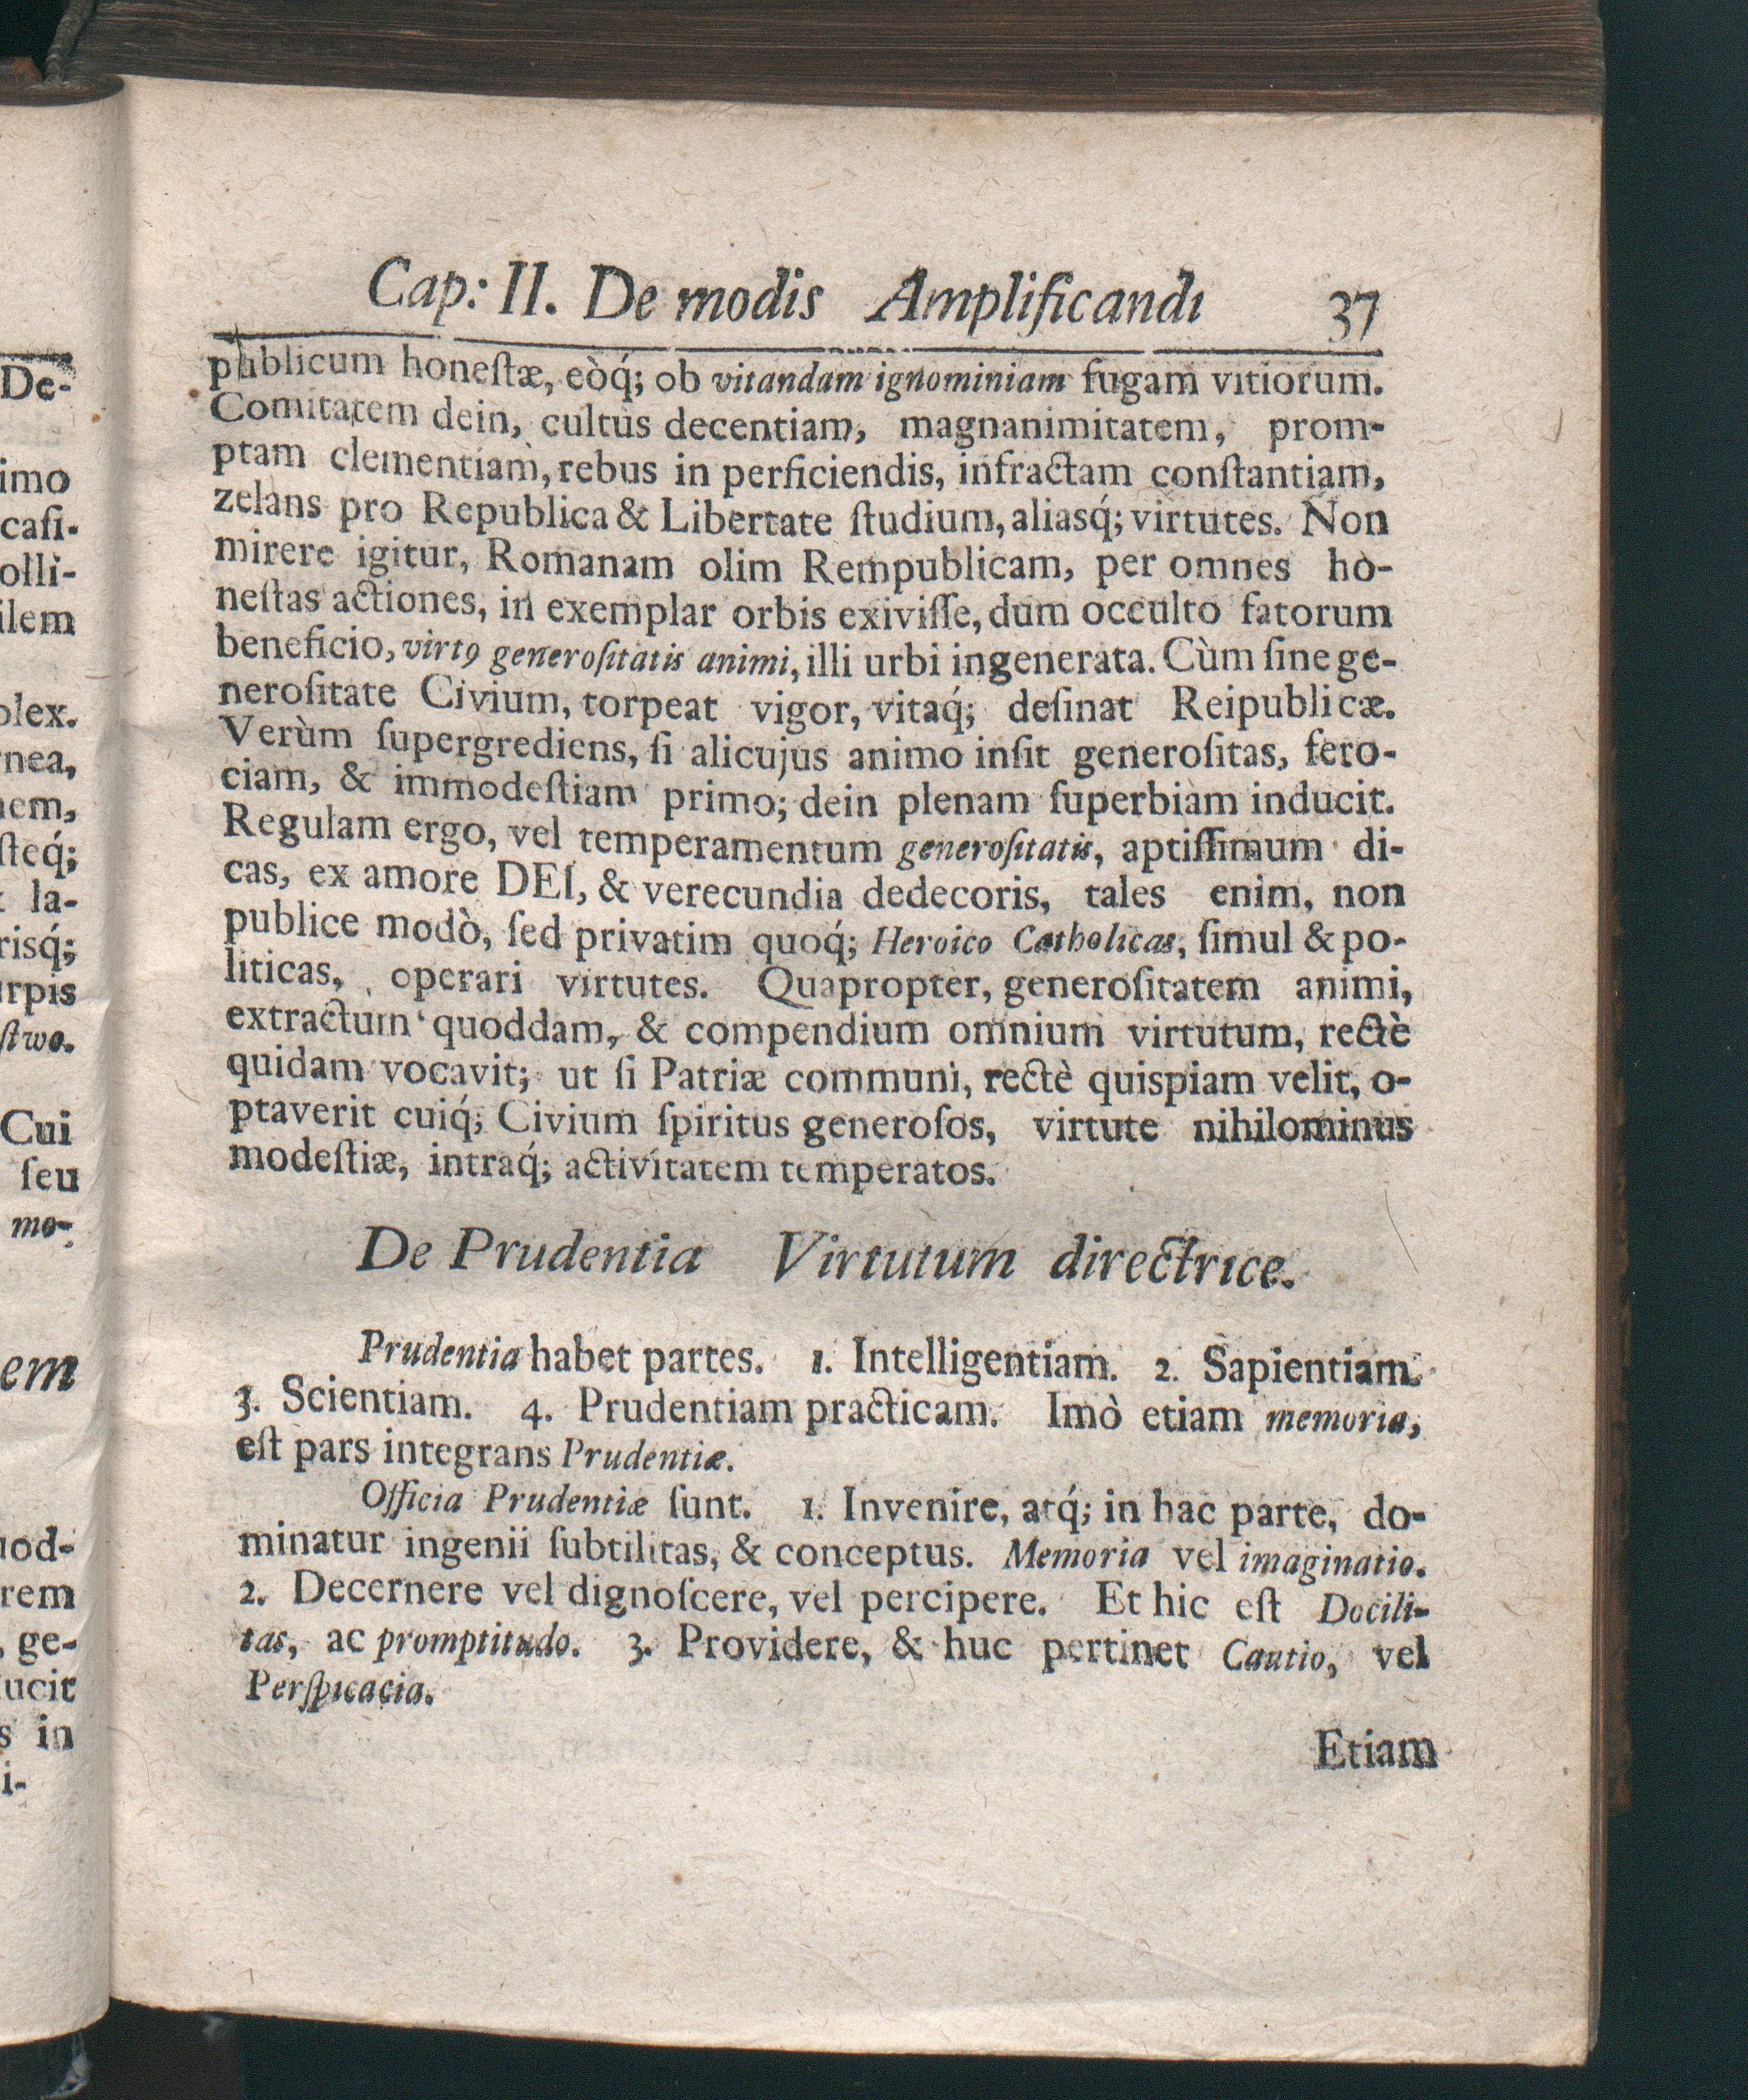 Cap: II. De modis Amplificandi 37
publicum honeſtæ, eòq́; ob vitandam ignominiam fugam vitiorum.
Comitatem dein, cultus decentiam, magnanimitatem, prom-
ptam clementiam, rebus in perficiendis, infractam conſtantiam,
zelans pro Republica & Libertate ſtudium, aliasq́; virtutes. Non
mirere igitur, Romanam olim Rempublicam, per omnes ho-
neſtas actiones, in exemplar orbis exiviſſe, dum occulto fatorum
beneficio, virtꝯ generoſitatis animi, illi urbi ingenerata. Cùm ſine ge-
neroſitate Civium, torpeat vigor, vitaq́; deſinat Reipublicæ.
Verùm ſupergrediens, ſi alicujus animo inſit generoſitas, fero-
ciam, & immodeſtiam primo; dein plenam ſuperbiam inducit.
Regulam ergo, vel temperamentum generoſitatis, aptiſſimum di-
cas, ex amore DEI, & verecundia dedecoris, tales enim, non
publice modò, ſed privatim quoq́; Heroico Catholicas, ſimul & po-
liticas, operari virtutes. Quapropter, generoſitatem animi,
extractum quoddam, & compendium omnium virtutum, rectè
quidam vocavit; ut ſi Patriæ communi, rectè quispiam velit, o-
ptaverit cuiq́; Civium ſpiritus generoſos, virtute nihilominus
modeſtiæ, intraq́; activitatem temperatos.
De Prudentia Virtutum directrice.
Prudentia habet partes. 1. Intelligentiam. 2. Sapientiam.
3. Scientiam. 4. Prudentiam practicam. Imò etiam memoria,
eſt pars integrans Prudentiæ.
Officia Prudentiæ ſunt. 1. Invenire, atq́; in hac parte, do-
minatur ingenii ſubtilitas, & conceptus. Memoria vel imaginatio.
2. Decernere vel dignoſcere, vel percipere. Et hic eſt Docili-
tas, ac promptitudo. 3. Providere, & huc pertinet Cautio, vel
Perſpicacia.
Etiam